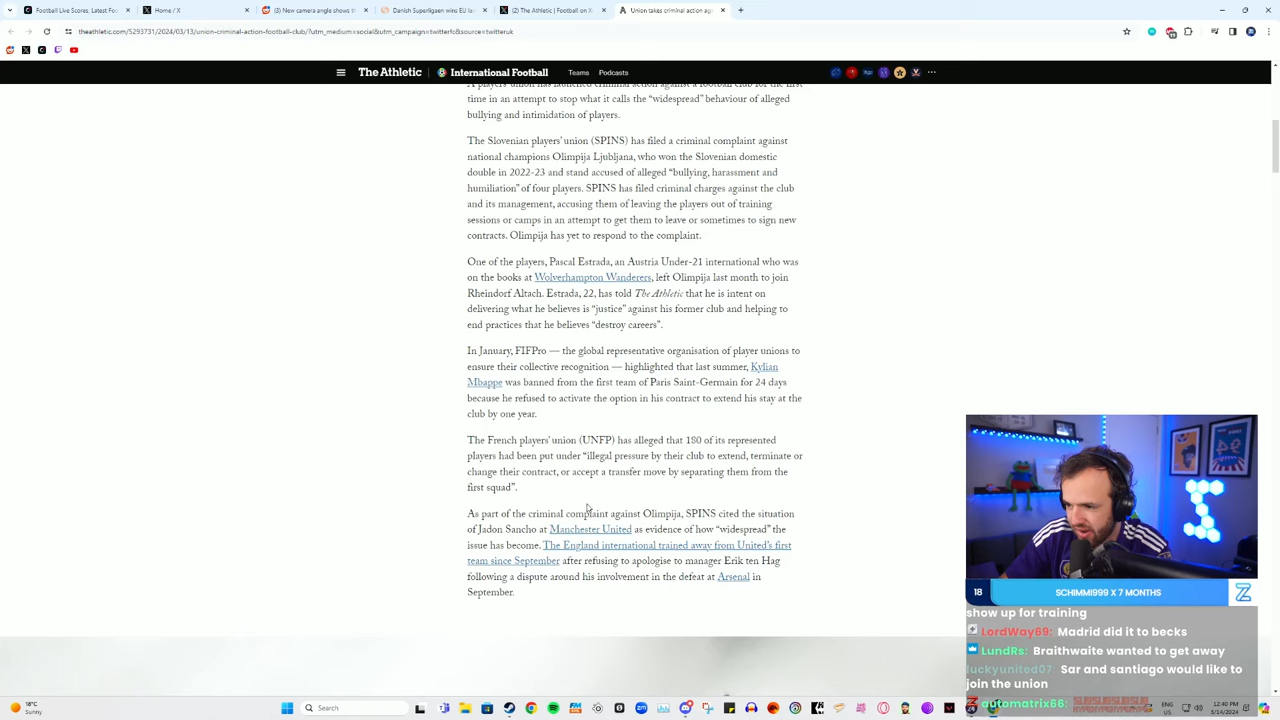 Football Live Scores, Latest Foo
Home / X
(3) New camera angle shows th
Danish Superligaen wins EU law
(2) The Athletic | Football on X
Union takes criminal action aga
theathletic.com/5293731/2024/03/13/union-criminal-action-football-club/?utm_medium=social&utm_campaign=twitterfc&source=twitteruk
The Athletic
International Football
Teams
Podcasts
A players' union has launched criminal action against a football club for the first
time in an attempt to stop what it calls the “widespread” behaviour of alleged
bullying and intimidation of players.
The Slovenian players' union (SPINS) has filed a criminal complaint against
national champions Olimpija Ljubljana, who won the Slovenian domestic
double in 2022-23 and stand accused of alleged “bullying, harassment and
humiliation” of four players. SPINS has filed criminal charges against the club
and its management, accusing them of leaving the players out of training
sessions or camps in an attempt to get them to leave or sometimes to sign new
contracts. Olimpija has yet to respond to the complaint.
One of the players, Pascal Estrada, an Austria Under-21 international who was
on the books at Wolverhampton Wanderers, left Olimpija last month to join
Rheindorf Altach. Estrada, 22, has told The Athletic that he is intent on
delivering what he believes is “justice” against his former club and helping to
end practices that he believes “destroy careers”.
In January, FIFPro — the global representative organisation of player unions to
ensure their collective recognition — highlighted that last summer, Kylian
Mbappe was banned from the first team of Paris Saint-Germain for 24 days
because he refused to activate the option in his contract to extend his stay at the
club by one year.
The French players' union (UNFP) has alleged that 180 of its represented
players had been put under “illegal pressure by their club to extend, terminate or
change their contract, or accept a transfer move by separating them from the
first squad”.
As part of the criminal complaint against Olimpija, SPINS cited the situation
of Jadon Sancho at Manchester United as evidence of how “widespread” the
issue has become. The England international trained away from United's first
team since September after refusing to apologise to manager Erik ten Hag
following a dispute around his involvement in the defeat at Arsenal in
September.
18
SCHIMMI999 X 7 MONTHS
show up for training
LordWay69: Madrid did it to becks
LundRs: Braithwaite wanted to get away
luckyunited07: Sar and santiago would like to
join the union
automatrix66:
18°C
Sunny
Search
ENG
US
12:40 PM
3/14/2024